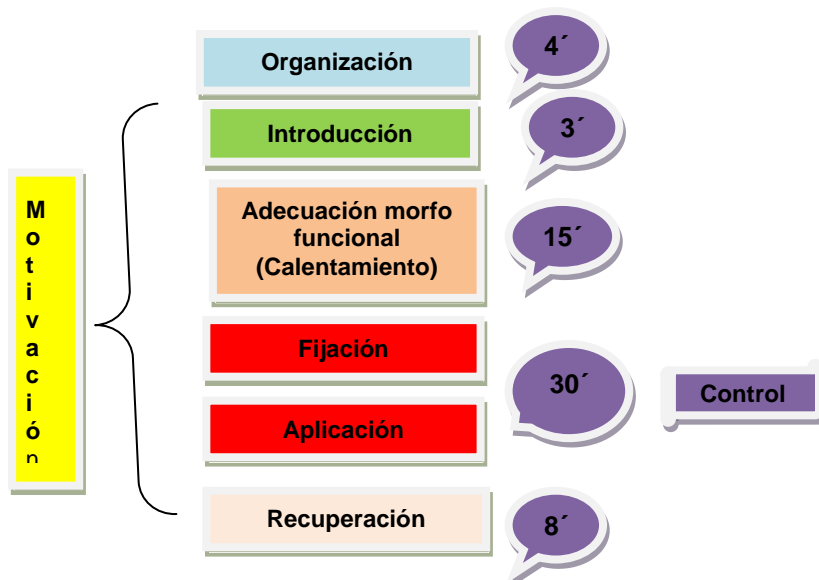 Organización
4´
Introducción
3´
Adecuación morfo
funcional
(Calentamiento)
15´
Fijación
30´
Control
Aplicación
Recuperación
8´
M
o
t
i
v
a
c
i
ó
n